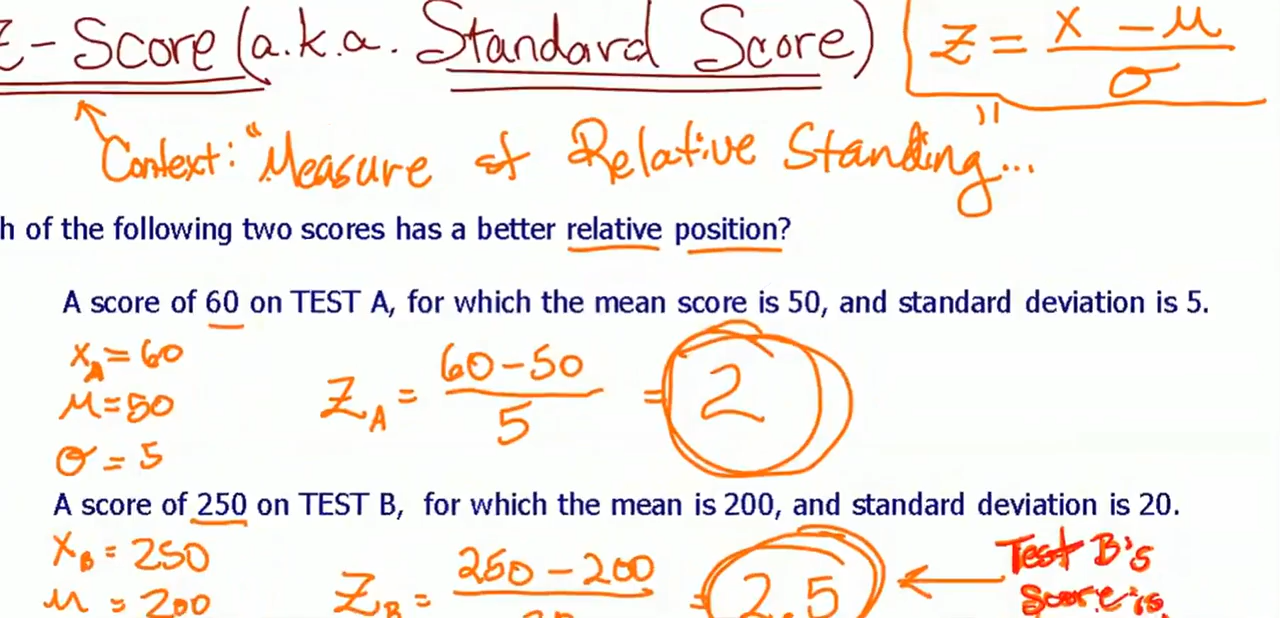 Z-Score (a.k.a. Standard Score)
Z = x - μ / σ
Context: "Measure of Relative Standing"...
h of the following two scores has a better relative position?
A score of 60 on TEST A, for which the mean score is 50, and standard deviation is 5.
x_A = 60
μ = 50
σ = 5
Z_A = 60 - 50 / 5 = 2
A score of 250 on TEST B, for which the mean is 200, and standard deviation is 20.
x_B = 250
μ = 200
Z_B = 250 - 200 / 20 = 2.5
Test B's
Score is